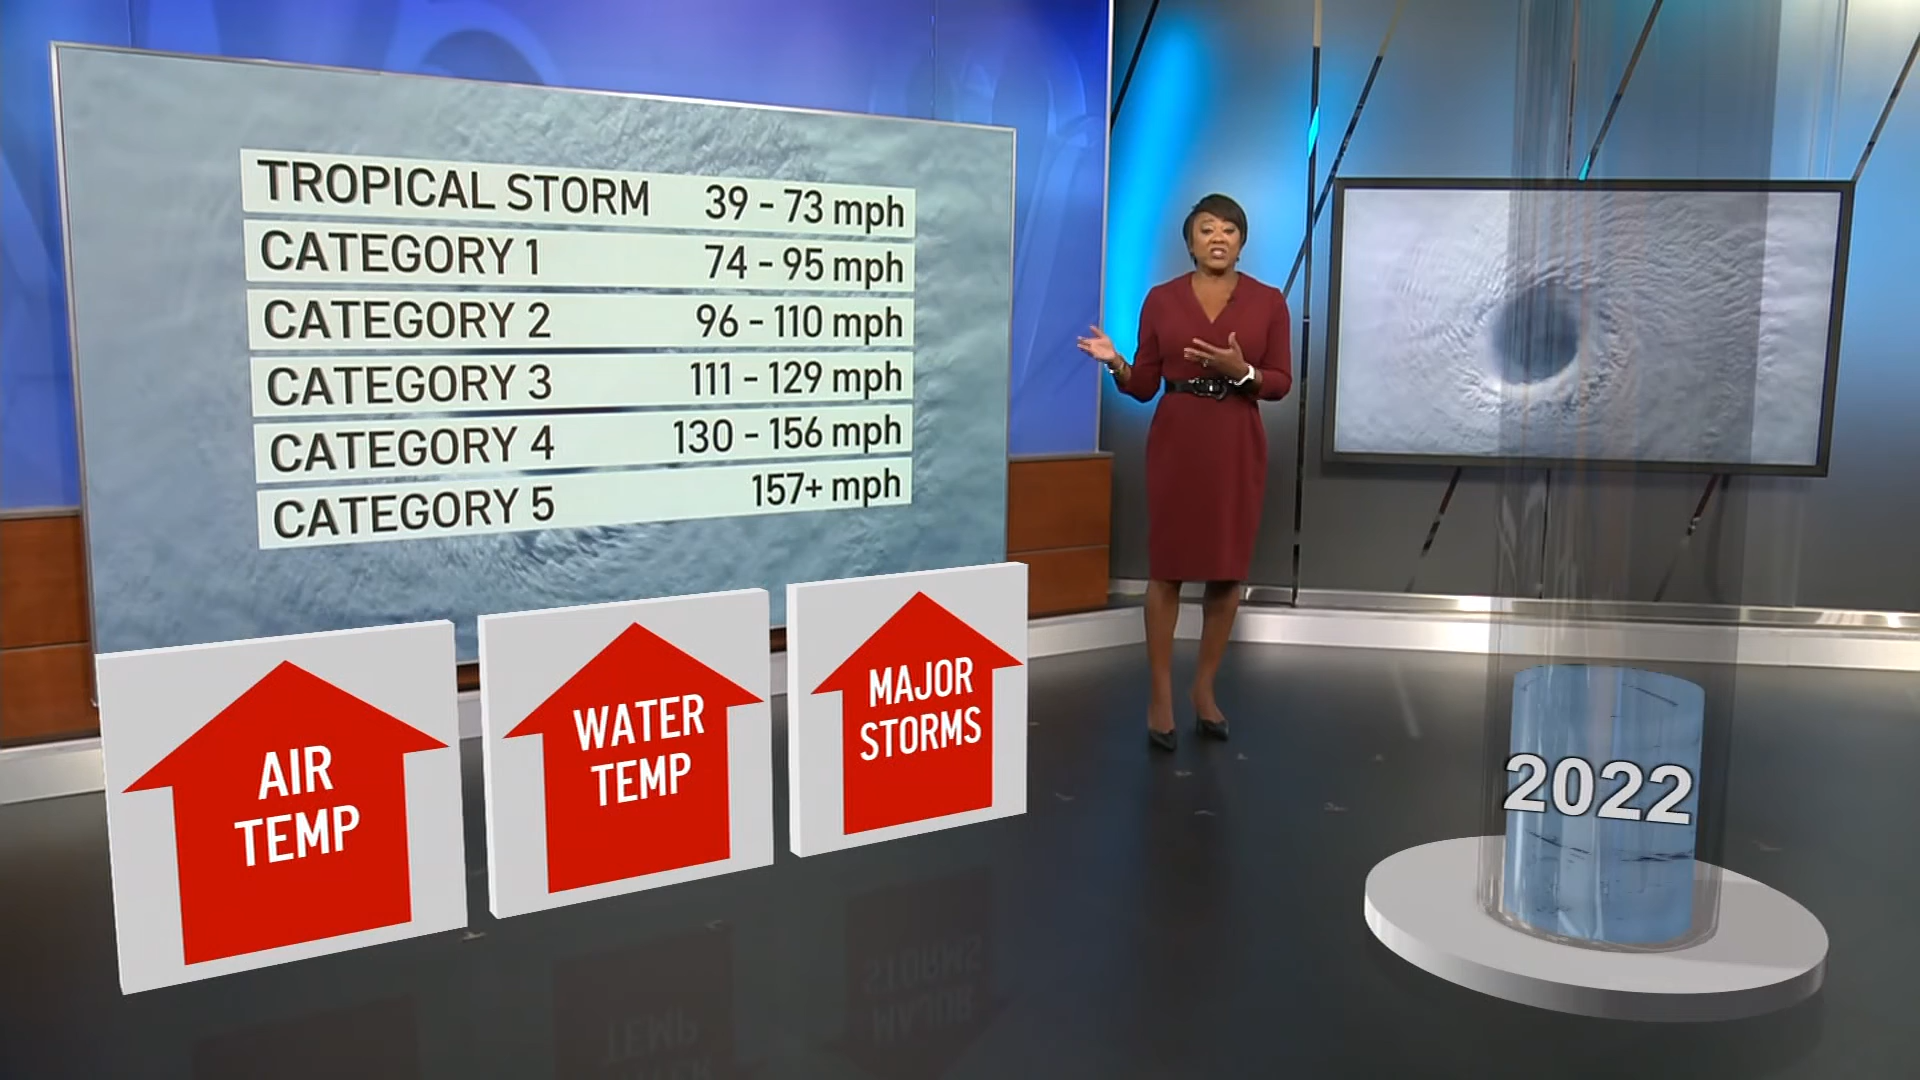 TROPICAL STORM 39 - 73 mph
CATEGORY 1 74 - 95 mph
CATEGORY 2 96 - 110 mph
CATEGORY 3 111 - 129 mph
CATEGORY 4 130 - 156 mph
CATEGORY 5 157+ mph
AIR
TEMP
WATER
TEMP
MAJOR
STORMS
2022